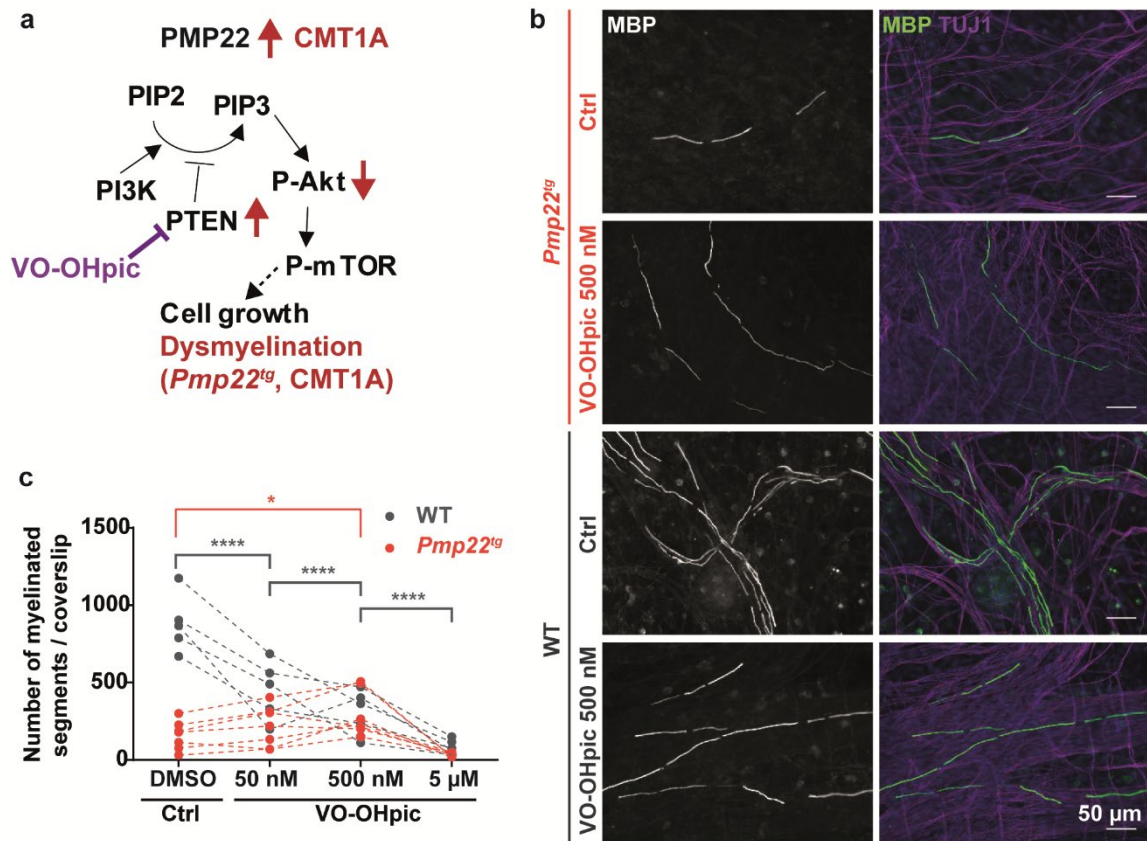 a
PMP22 CMT1A
PIP2 PIP3
PI3K
P-Akt
PTEN
VO-OHpic
P-mTOR
Cell growth
Dysmyelination
(Pmp22tg, CMT1A)
b
MBP
MBP TUJ1
Pmp22tg
Ctrl
VO-OHpic 500 nM
WT
Ctrl
VO-OHpic 500 nM
50 µm
c
Number of myelinated
segments / coverslip
1500
1000
500
0
*
****
****
****
WT
Pmp22tg
DMSO 50 nM 500 nM 5 µM
Ctrl VO-OHpic